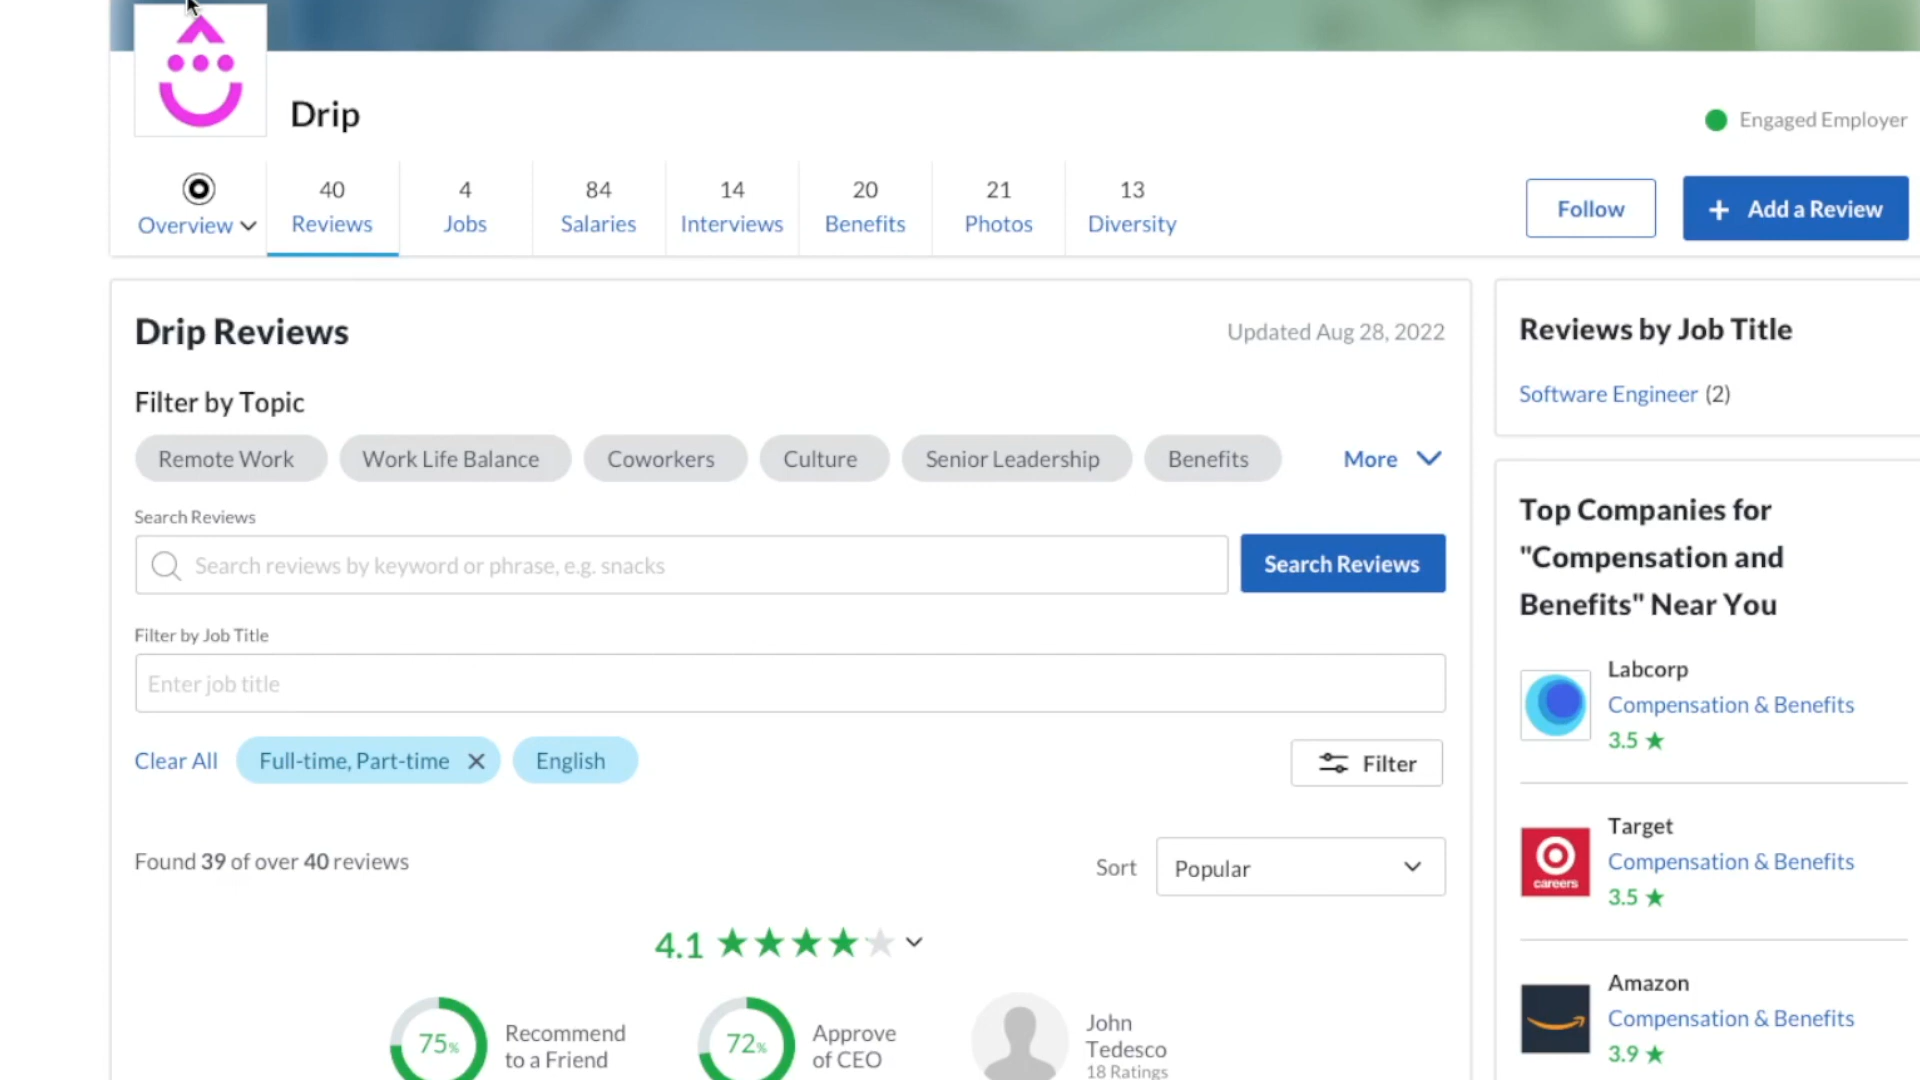 Drip
Engaged Employer
Overview
40
Reviews
4
Jobs
84
Salaries
14
Interviews
20
Benefits
21
Photos
13
Diversity
Follow
+ Add a Review
Drip Reviews
Updated Aug 28, 2022
Filter by Topic
Remote Work
Work Life Balance
Coworkers
Culture
Senior Leadership
Benefits
More
Search Reviews
Search reviews by keyword or phrase, e.g. snacks
Search Reviews
Filter by Job Title
Enter job title
Clear All
Full-time, Part-time
English
Filter
Found 39 of over 40 reviews
Sort
Popular
4.1
75%
Recommend
to a Friend
72%
Approve
of CEO
John
Tedesco
18 Ratings
Reviews by Job Title
Software Engineer (2)
Top Companies for
"Compensation and
Benefits" Near You
Labcorp
Compensation & Benefits
3.5 ★
careers
Target
Compensation & Benefits
3.5 ★
Amazon
Compensation & Benefits
3.9 ★